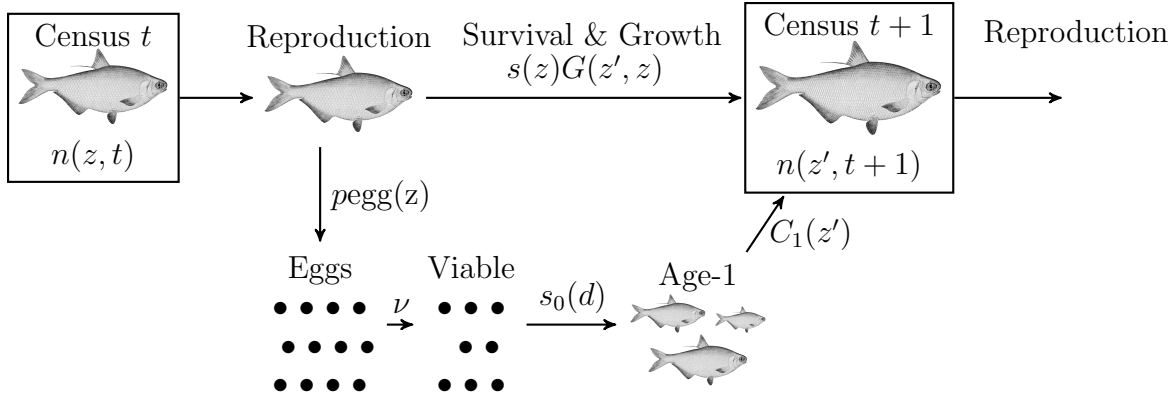 Census t
n(z, t)
Reproduction
Survival & Growth
s(z)G(z′, z)
Census t + 1
n(z′, t + 1)
Reproduction
pegg(z)
C₁(z′)
Eggs
Viable
Age-1
ν
s₀(d)